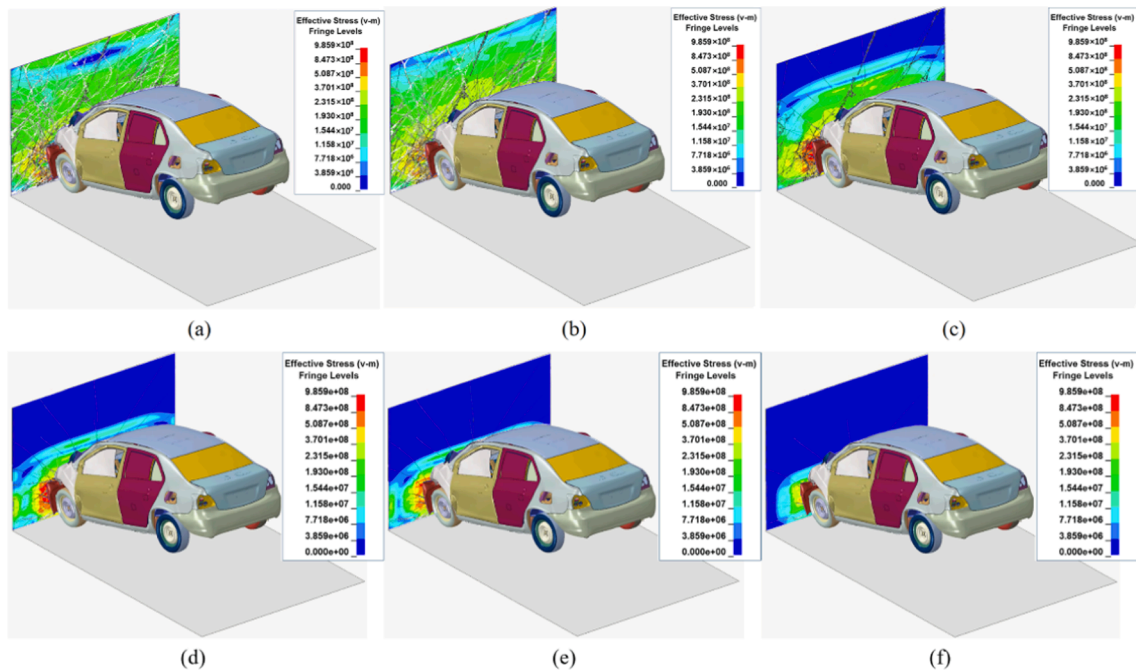 Effective Stress (v-m)
Fringe Levels
9.859×10⁸
8.473×10⁸
5.087×10⁸
3.701×10⁸
2.315×10⁸
1.930×10⁸
1.544×10⁷
1.158×10⁷
7.718×10⁶
3.859×10⁶
0.000
(a)
Effective Stress (v-m)
Fringe Levels
9.859×10⁸
8.473×10⁸
5.087×10⁸
3.701×10⁸
2.315×10⁸
1.930×10⁸
1.544×10⁷
1.158×10⁷
7.718×10⁶
3.859×10⁶
0.000
(b)
Effective Stress (v-m)
Fringe Levels
9.859×10⁸
8.473×10⁸
5.087×10⁸
3.701×10⁸
2.315×10⁸
1.930×10⁸
1.544×10⁷
1.158×10⁷
7.718×10⁶
3.859×10⁶
0.000
(c)
Effective Stress (v-m)
Fringe Levels
9.859e+08
8.473e+08
5.087e+08
3.701e+08
2.315e+08
1.930e+08
1.544e+07
1.158e+07
7.718e+06
3.859e+06
0.000e+00
(d)
Effective Stress (v-m)
Fringe Levels
9.859e+08
8.473e+08
5.087e+08
3.701e+08
2.315e+08
1.930e+08
1.544e+07
1.158e+07
7.718e+06
3.859e+06
0.000e+00
(e)
Effective Stress (v-m)
Fringe Levels
9.859e+08
8.473e+08
5.087e+08
3.701e+08
2.315e+08
1.930e+08
1.544e+07
1.158e+07
7.718e+06
3.859e+06
0.000e+00
(f)